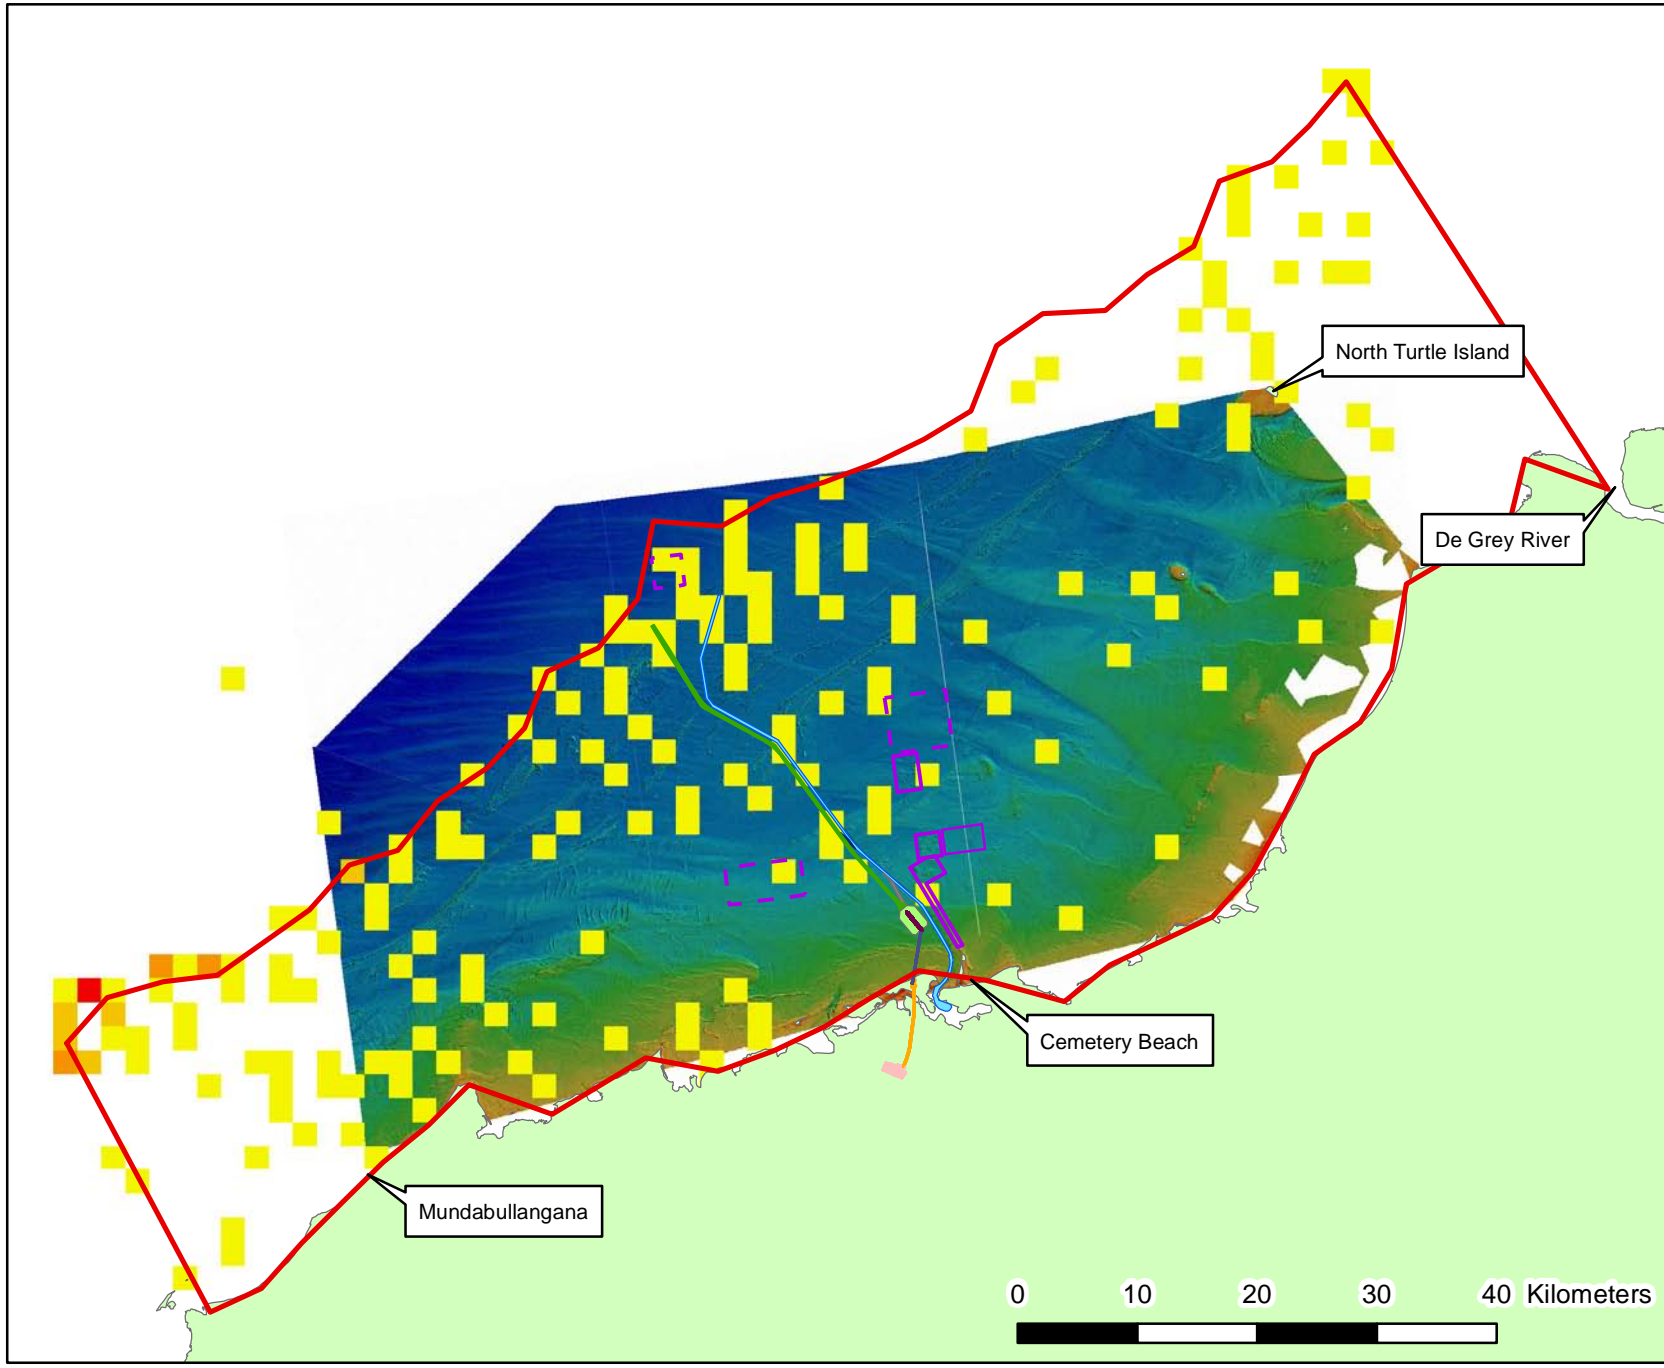 North Turtle Island
De Grey River
Cemetery Beach
Mundabullangana
0 10 20 30 40 Kilometers